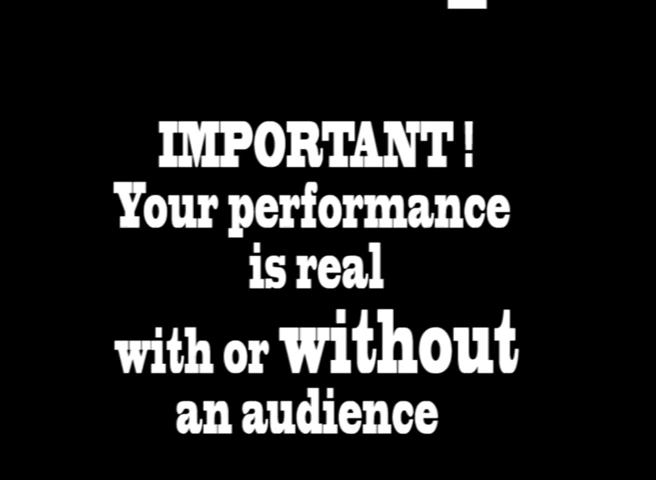 IMPORTANT!
Your performance
is real
with or without
an audience